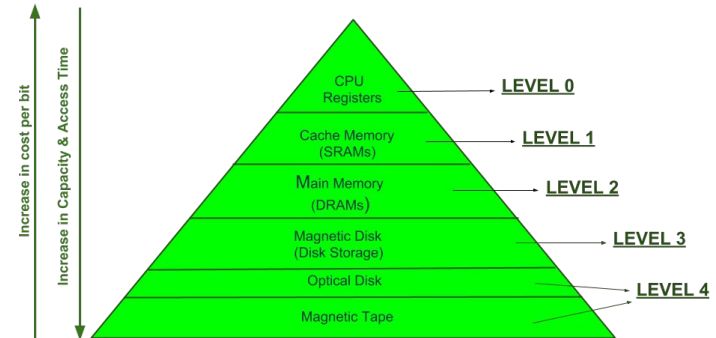 Increase in cost per bit
Increase in Capacity & Access Time
CPU
Registers
LEVEL 0
Cache Memory
(SRAMs)
LEVEL 1
Main Memory
(DRAMs)
LEVEL 2
Magnetic Disk
(Disk Storage)
LEVEL 3
Optical Disk
LEVEL 4
Magnetic Tape